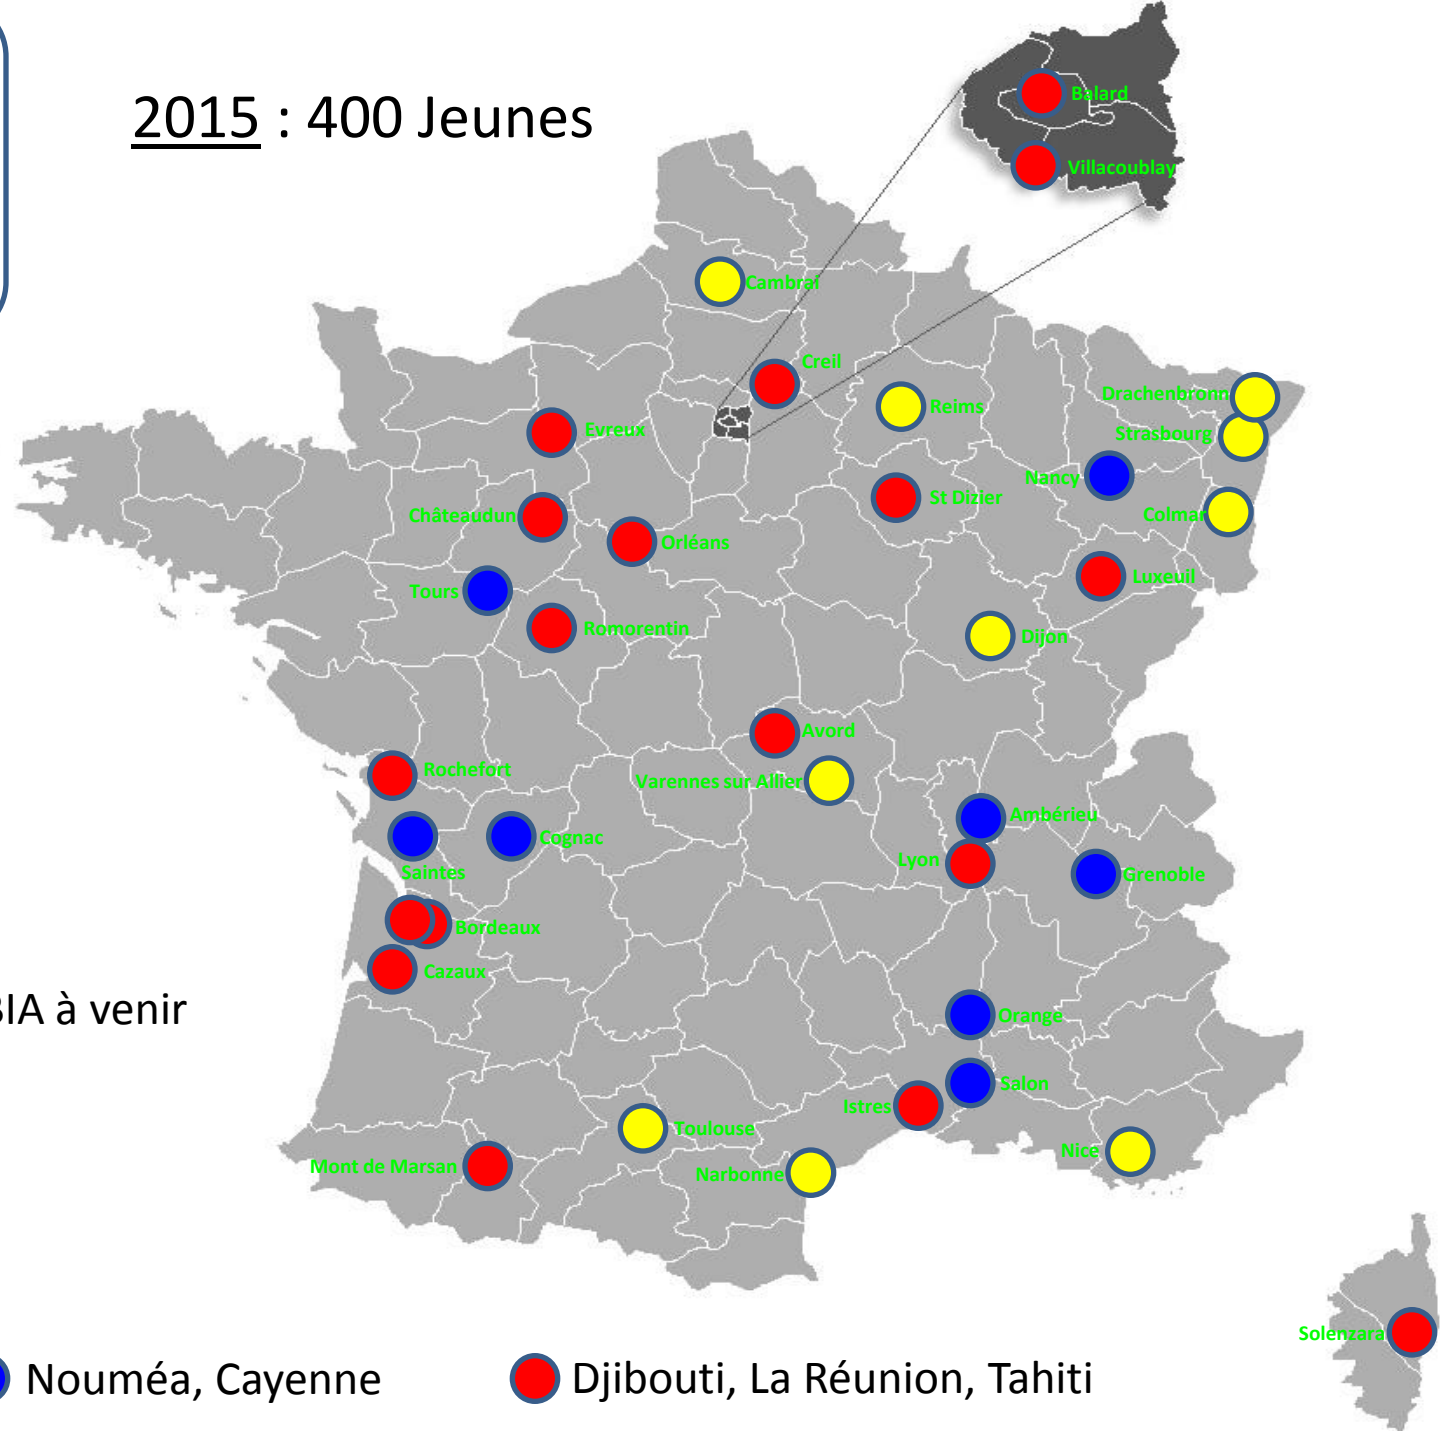 2015 : 400 Jeunes
Balard
Villacoublay
Cambrai
Creil
Drachenbronn
Reims
Evreux
Strasbourg
Nancy
St Dizier
Châteaudun
Colmar
Orléans
Luxeuil
Tours
Romorentin
Dijon
Avord
Rochefort
Varennes sur Allier
Ambérieu
Cognac
Lyon
Saintes
Grenoble
Bordeaux
Cazaux
BIA à venir
Orange
Salon
Istres
Toulouse
Nice
Mont de Marsan
Narbonne
Solenzara
Nouméa, Cayenne
Djibouti, La Réunion, Tahiti